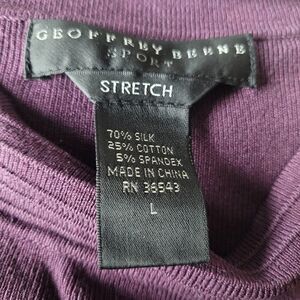 GEOFFREY BEENE
SPORT
STRETCH
70% SILK
25% COTTON
5% SPANDEX
MADE IN CHINA
RN 36543
L